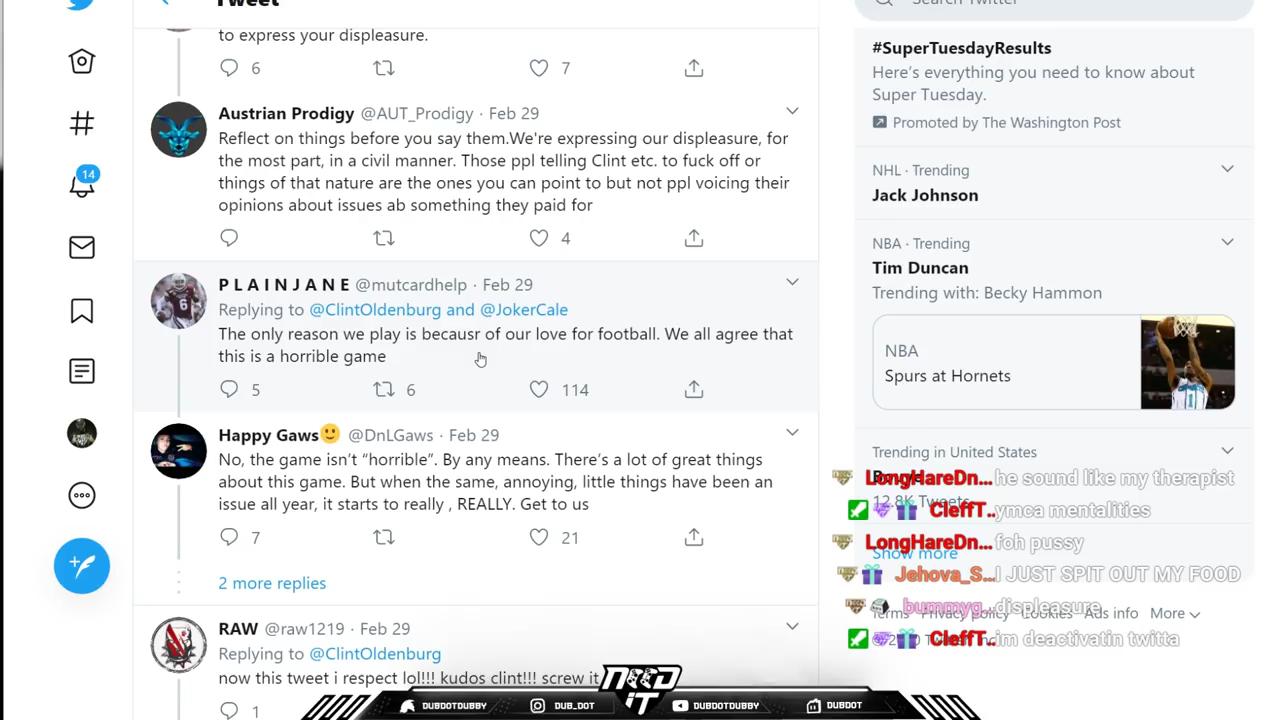 Tweet
Search Twitter
to express your displeasure.
6
7
Austrian Prodigy @AUT_Prodigy · Feb 29
Reflect on things before you say them.We're expressing our displeasure, for
the most part, in a civil manner. Those ppl telling Clint etc. to fuck off or
things of that nature are the ones you can point to but not ppl voicing their
opinions about issues ab something they paid for
4
P L A I N J A N E @mutcardhelp · Feb 29
Replying to @ClintOldenburg and @JokerCale
The only reason we play is becausr of our love for football. We all agree that
this is a horrible game
5
6
114
Happy Gaws🙂 @DnLGaws · Feb 29
No, the game isn't "horrible". By any means. There's a lot of great things
about this game. But when the same, annoying, little things have been an
issue all year, it starts to really , REALLY. Get to us
7
21
2 more replies
RAW @raw1219 · Feb 29
Replying to @ClintOldenburg
now this tweet i respect lol!!! kudos clint!!! screw it
1
14
#SuperTuesdayResults
Here's everything you need to know about
Super Tuesday.
Promoted by The Washington Post
NHL · Trending
Jack Johnson
NBA · Trending
Tim Duncan
Trending with: Becky Hammon
NBA
Spurs at Hornets
Trending in United States
12.8K Tweets
Show more
Terms Privacy policy Cookies Ads info More
LongHareDn... he sound like my therapist
CleffT.. ymca mentalities
LongHareDn... foh pussy
Jehova_S... I JUST SPIT OUT MY FOOD
bummyg... displeasure
CleffT.. im deactivatin twitta
NRD
IT
DUBDOTDUBBY
DUB_DOT
DUBDOTDUBBY
DUBDOT